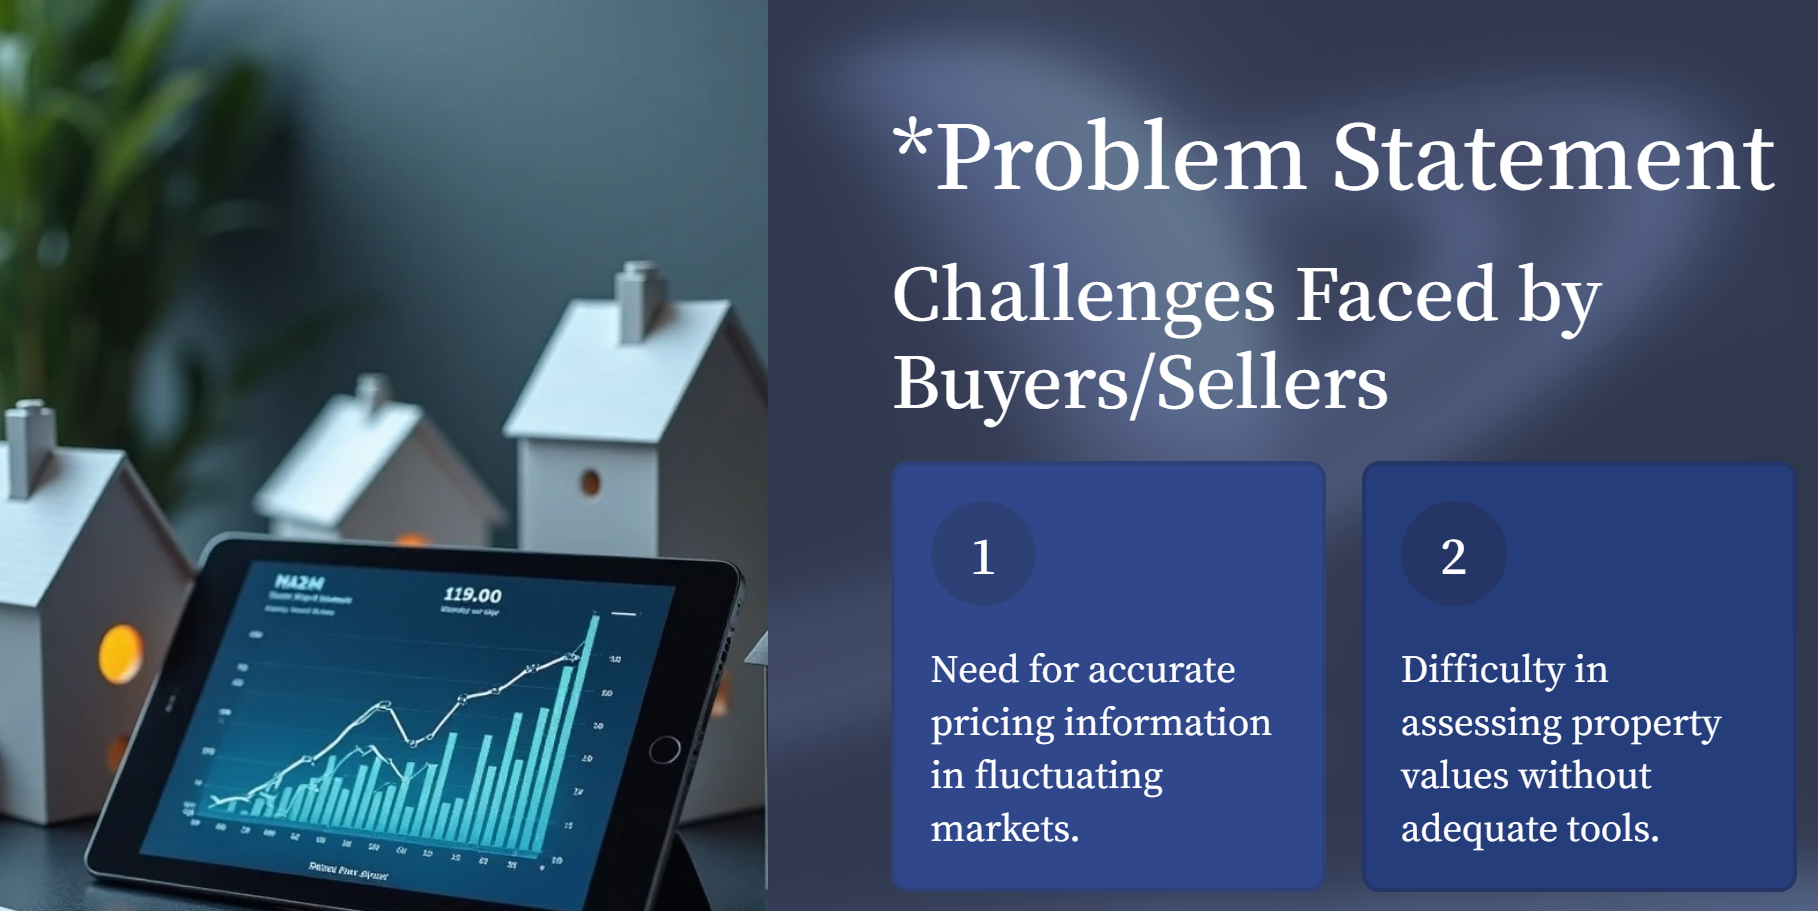 *Problem Statement
Challenges Faced by
Buyers/Sellers
1
Need for accurate
pricing information
in fluctuating
markets.
2
Difficulty in
assessing property
values without
adequate tools.
119.00